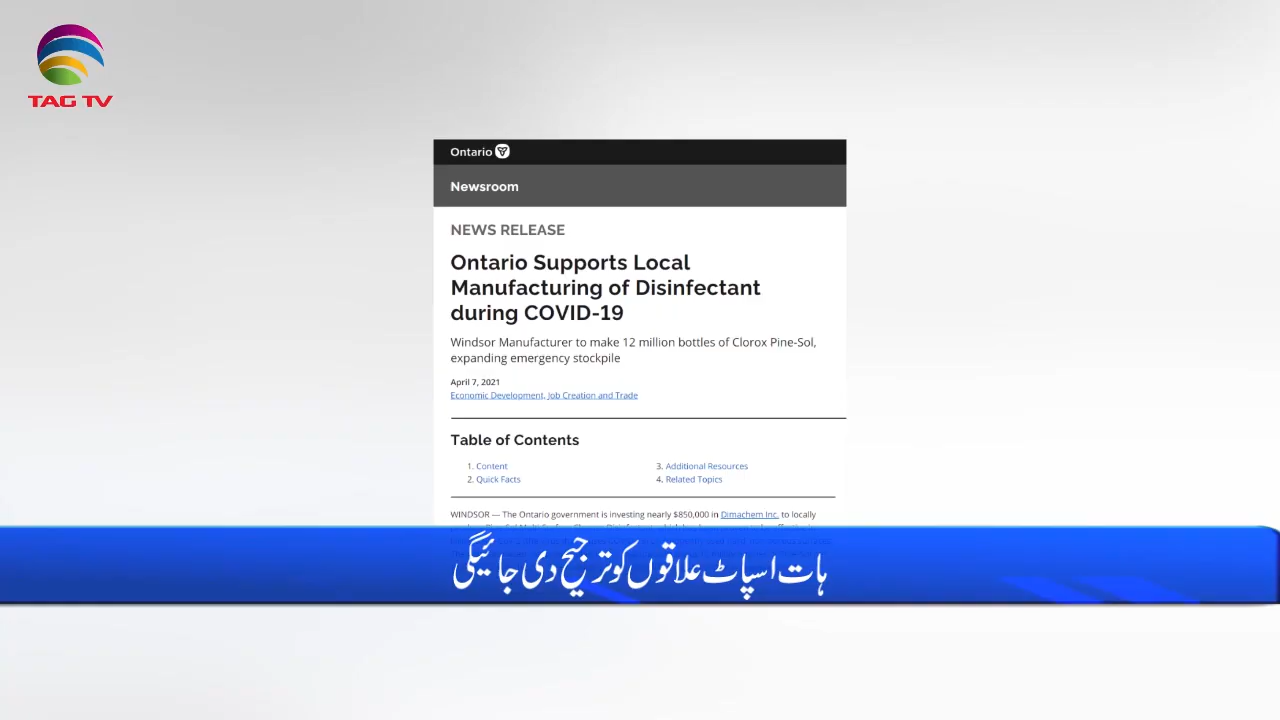 TAG TV
Ontario
Newsroom
NEWS RELEASE
Ontario Supports Local
Manufacturing of Disinfectant
during COVID-19
Windsor Manufacturer to make 12 million bottles of Clorox Pine-Sol,
expanding emergency stockpile
April 7, 2021
Economic Development, Job Creation and Trade
Table of Contents
1. Content
2. Quick Facts
3. Additional Resources
4. Related Topics
WINDSOR — The Ontario government is investing nearly $850,000 in Dimachem Inc. to locally
ہاٹ اسپاٹ علاقوں کو ترجیح دی جائیگی